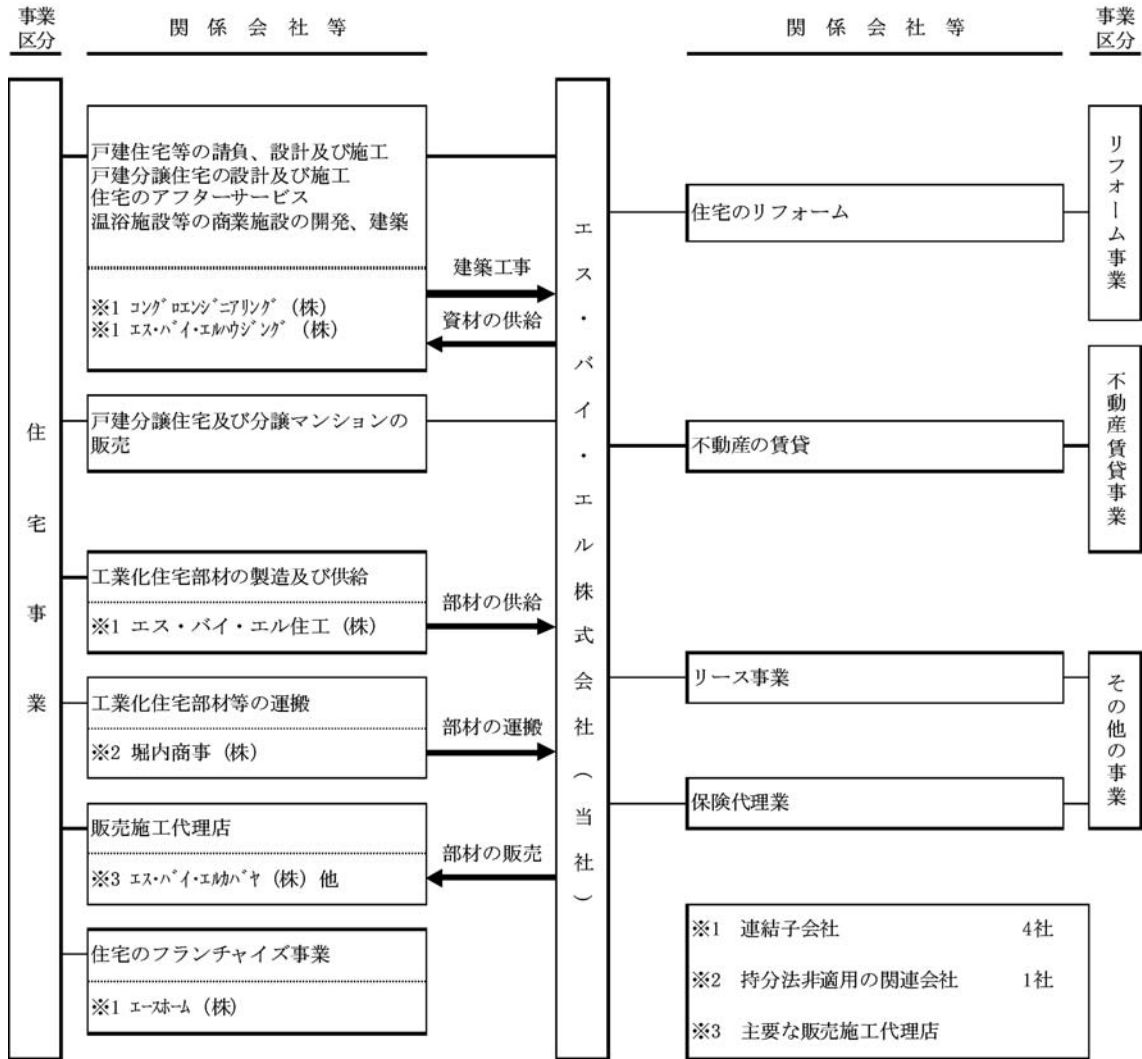 事業
区分
関係会社等
戸建住宅等の請負、設計及び施工
戸建分譲住宅の設計及び施工
住宅のアフターサービス
温浴施設等の商業施設の開発、建築
※1 コングロエンジニアリング (株)
※1 エス・バイ・エルハウジング (株)
建築工事
資材の供給
戸建分譲住宅及び分譲マンションの
販売
工業化住宅部材の製造及び供給
※1 エス・バイ・エル住工 (株)
部材の供給
工業化住宅部材等の運搬
※2 堀内商事 (株)
部材の運搬
販売施工代理店
※3 エス・バイ・エルカバヤ (株) 他
部材の販売
住宅のフランチャイズ事業
※1 エースホーム (株)
住宅事業
エス・バイ・エル株式会社(当社)
関係会社等
事業
区分
住宅のリフォーム
リフォーム事業
不動産の賃貸
不動産賃貸事業
リース事業
保険代理業
その他の事業
※1 連結子会社 4社
※2 持分法非適用の関連会社 1社
※3 主要な販売施工代理店